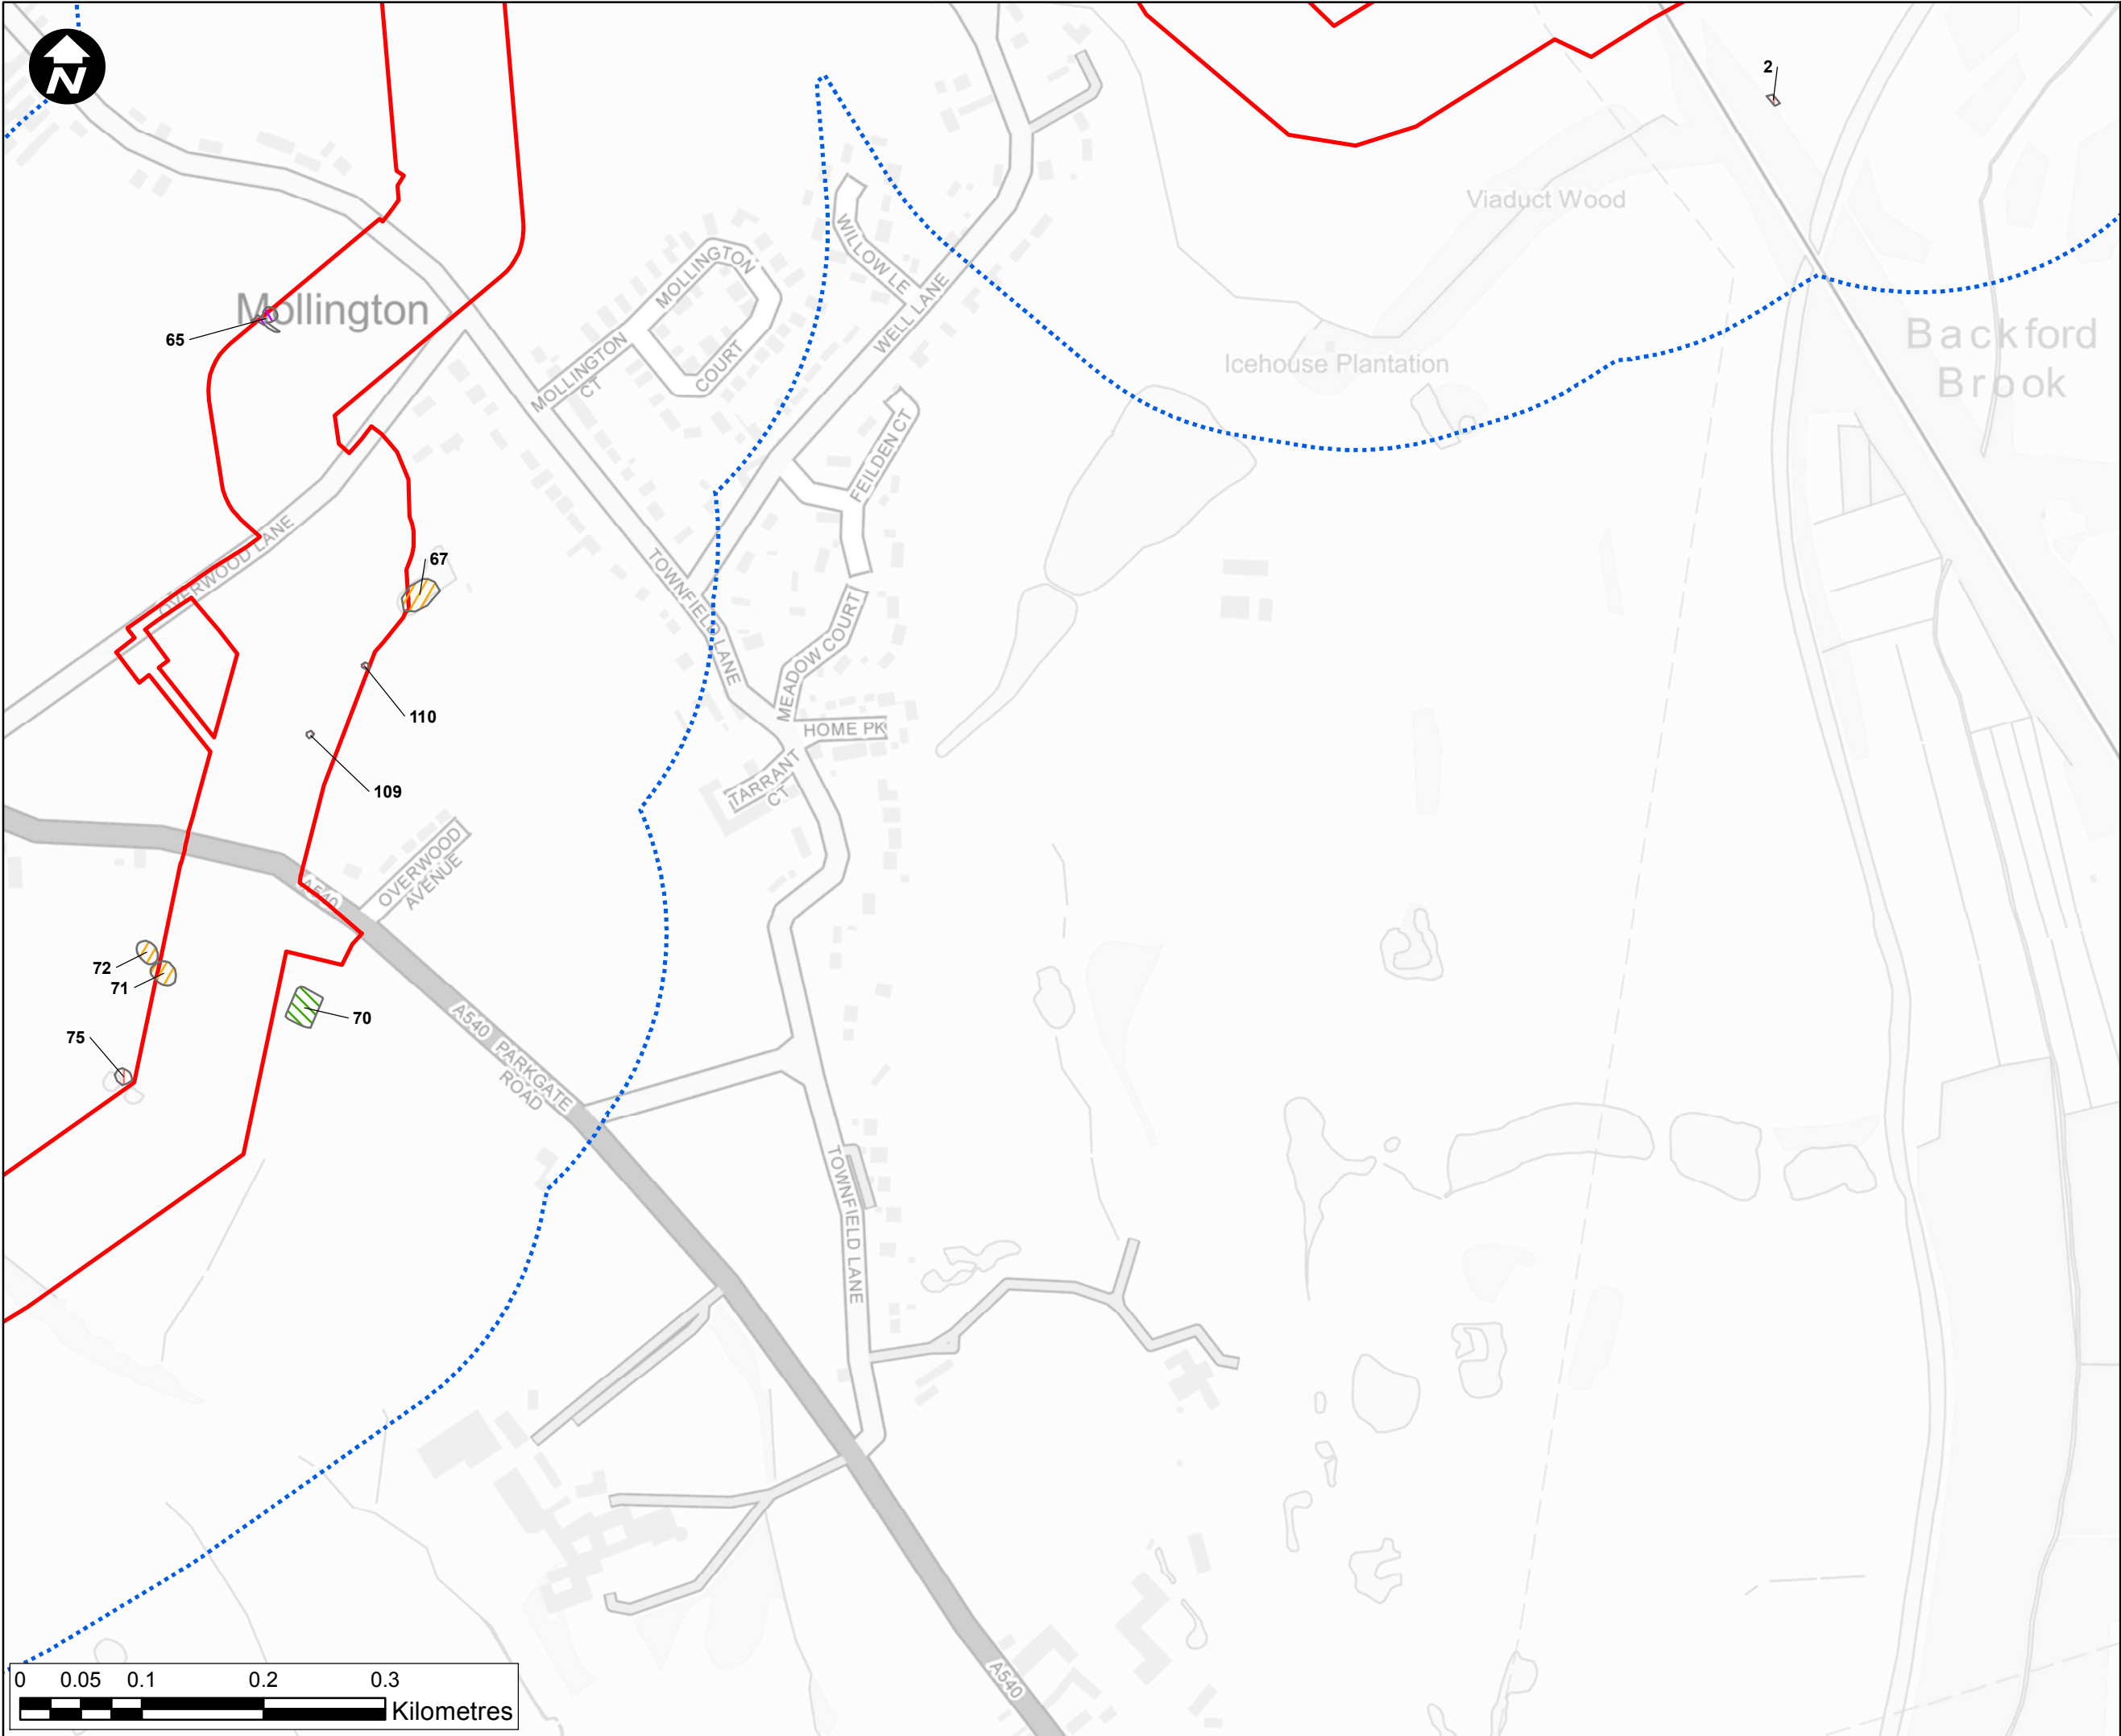 N
2
Viaduct Wood
MOLLINGTON
WILLOW LE
WELL LANE
Mollington
65
Backford
Brook
MOLLINGTON
CT
COURT
Icehouse Plantation
FEILDEN CT
OVERWOOD LANE
67
TOWNFIELD LANE
MEADOW COURT
110
HOME PK
TARRANT
CT
109
OVERWOOD
AVENUE
A540
72
71
70
75
A540
PARKGATE
ROAD
TOWNFIELD LANE
A540
0 0.05 0.1 0.2 0.3
Kilometres